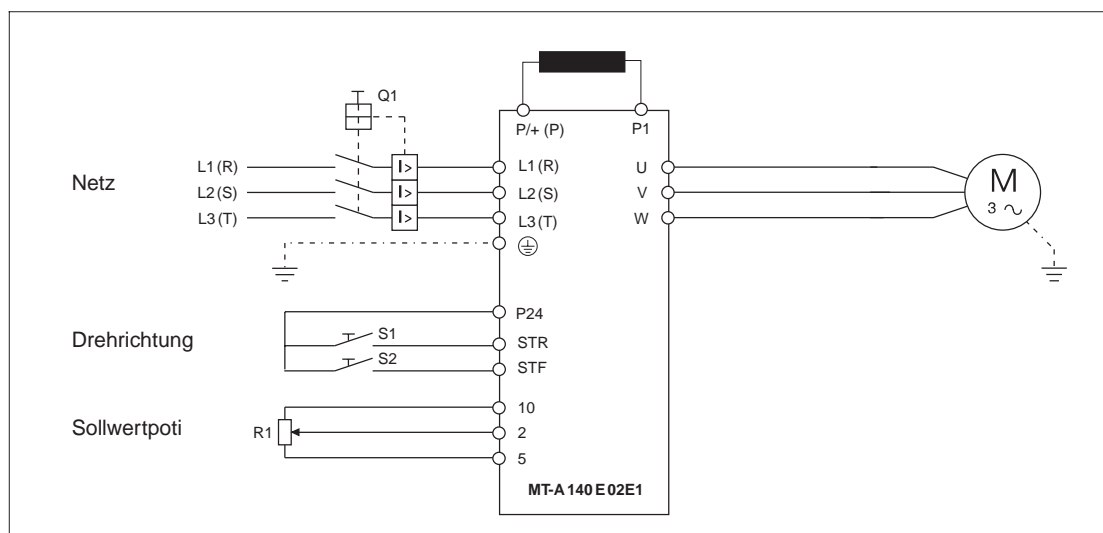 Q1
P/+ (P) P1
Netz
L1 (R) L1 (R) U
L2 (S) L2 (S) V
L3 (T) L3 (T) W
I>
I>
I>
M
3 ~
P24
Drehrichtung
S1 STR
S2 STF
Sollwertpoti
10
R1 2
5
MT-A 140 E 02E1